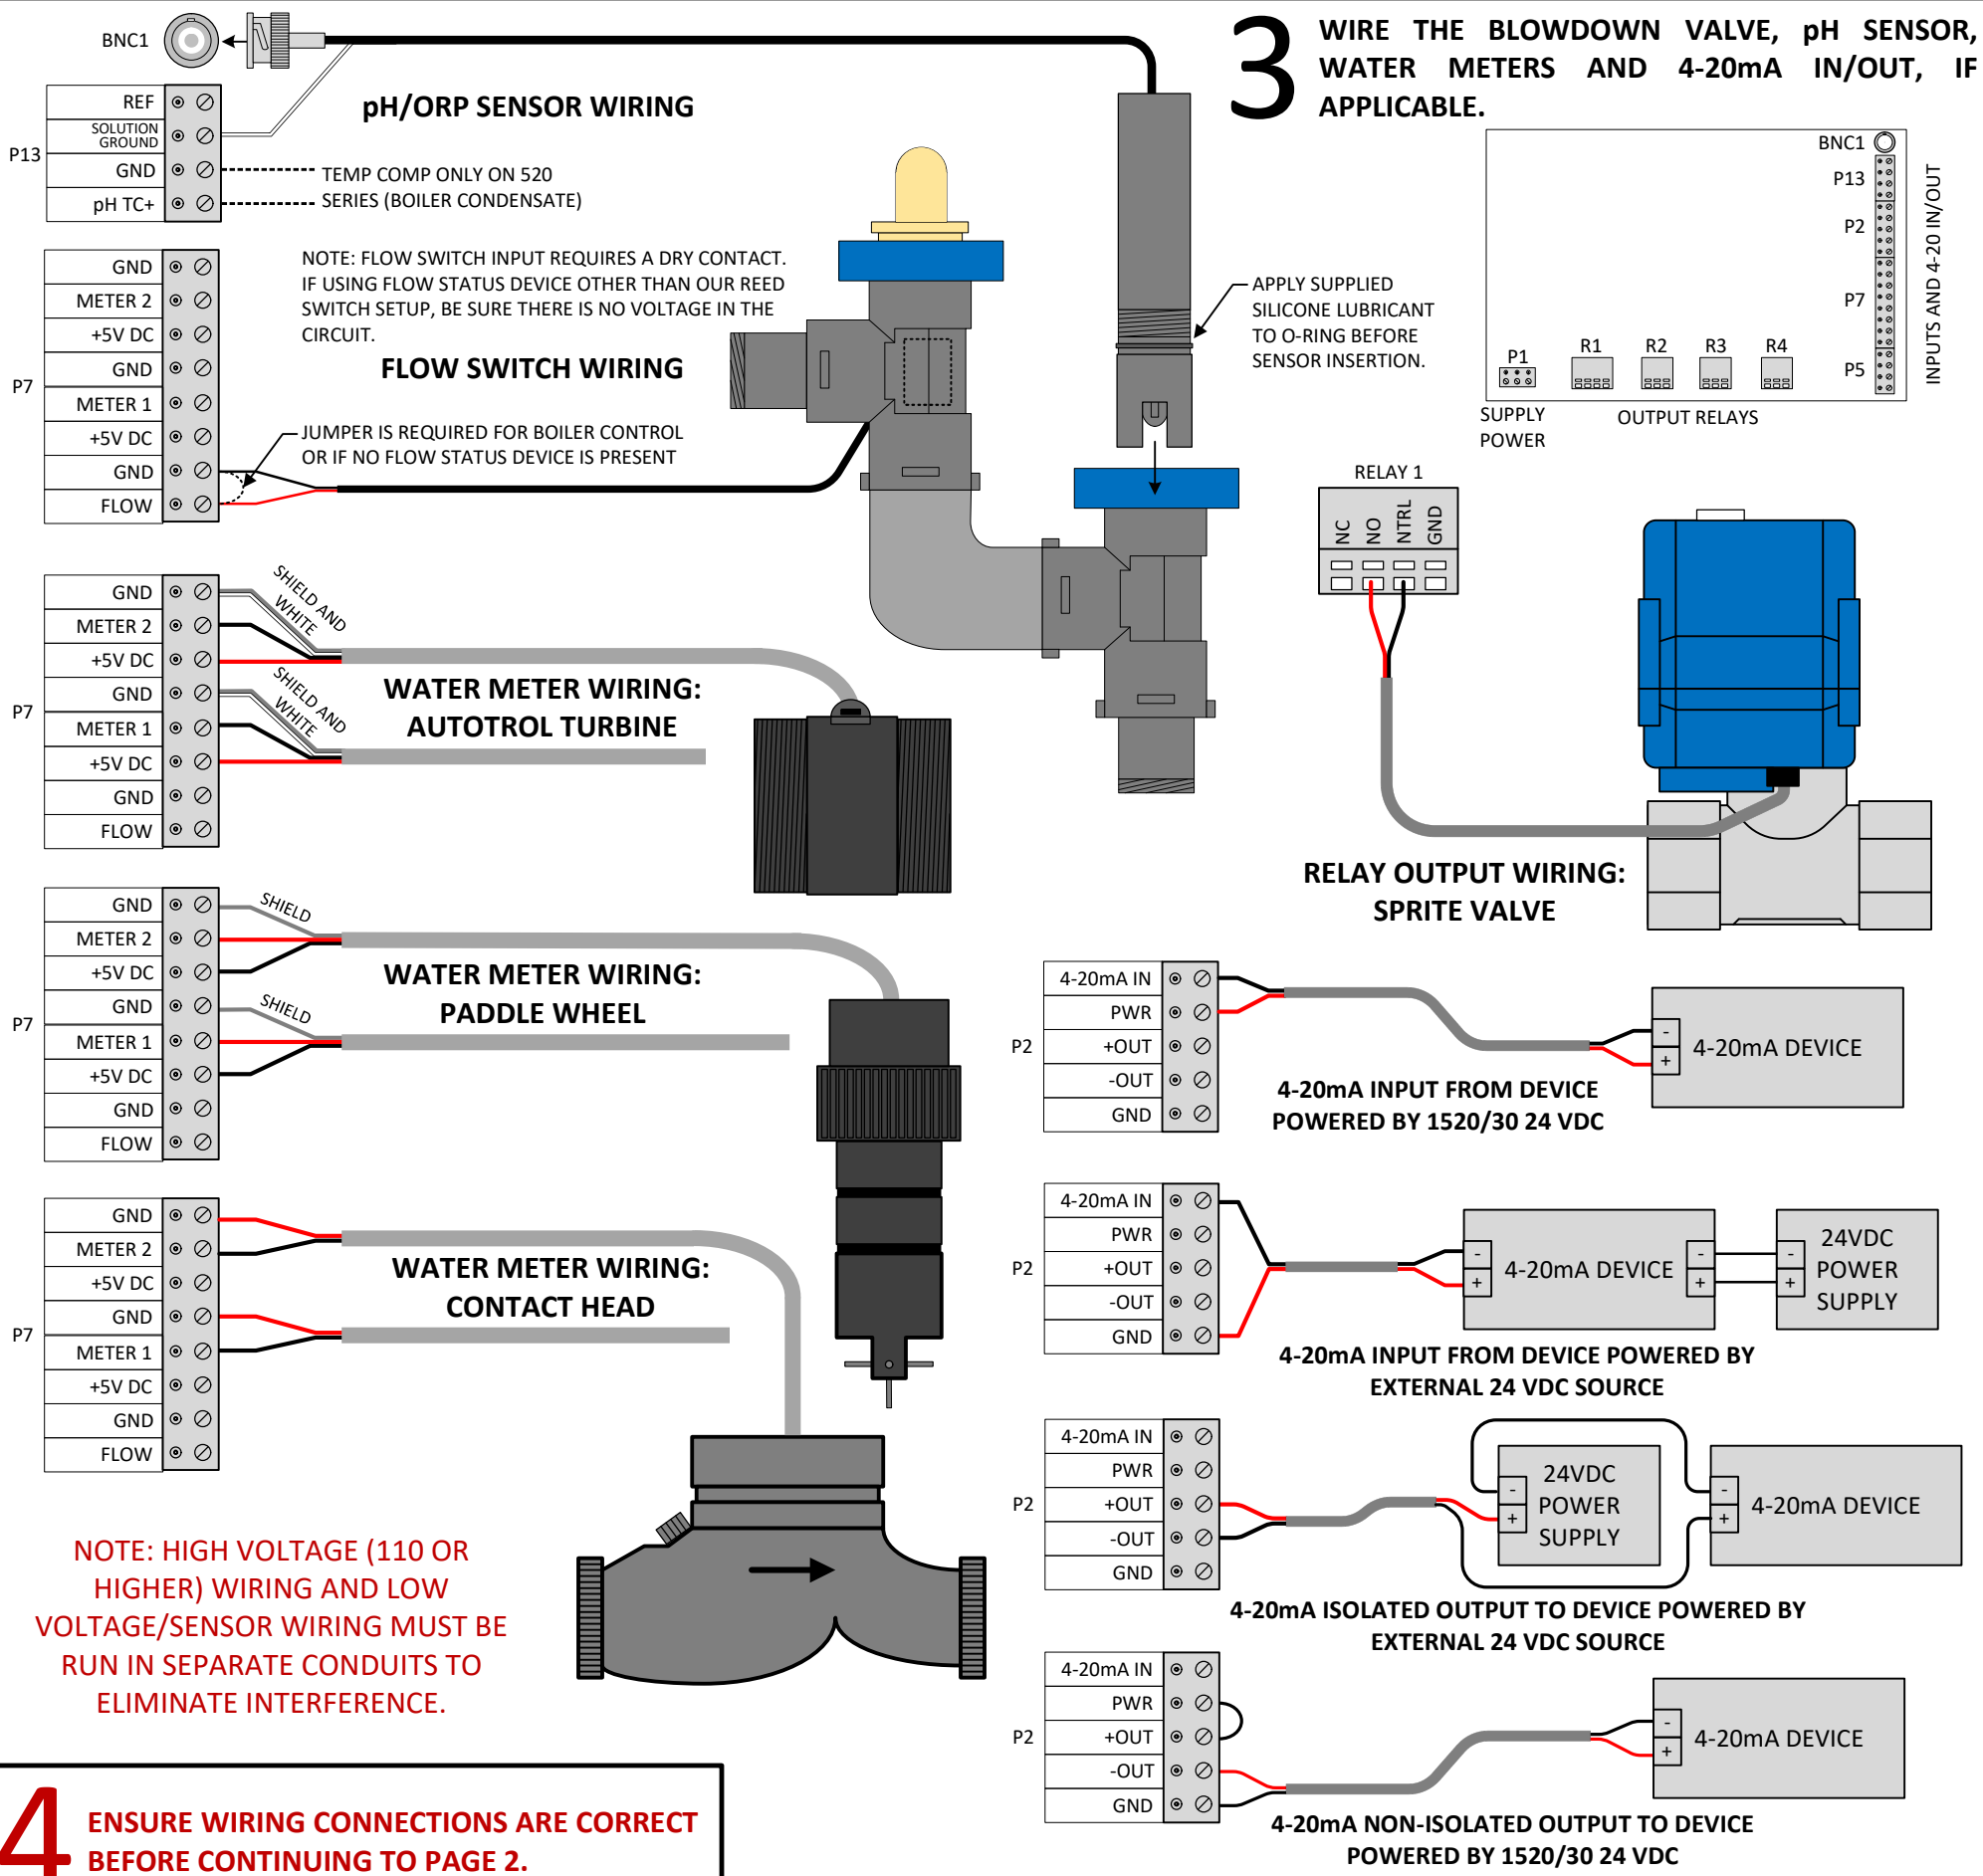 3
WIRE THE BLOWDOWN VALVE, pH SENSOR,
WATER METERS AND 4-20mA IN/OUT, IF
APPLICABLE.
BNC1
pH/ORP SENSOR WIRING
P13
REF
SOLUTION
GROUND
GND
pH TC+
TEMP COMP ONLY ON 520
SERIES (BOILER CONDENSATE)
NOTE: FLOW SWITCH INPUT REQUIRES A DRY CONTACT.
IF USING FLOW STATUS DEVICE OTHER THAN OUR REED
SWITCH SETUP, BE SURE THERE IS NO VOLTAGE IN THE
CIRCUIT.
FLOW SWITCH WIRING
P7
GND
METER 2
+5V DC
GND
METER 1
+5V DC
GND
FLOW
JUMPER IS REQUIRED FOR BOILER CONTROL
OR IF NO FLOW STATUS DEVICE IS PRESENT
APPLY SUPPLIED
SILICONE LUBRICANT
TO O-RING BEFORE
SENSOR INSERTION.
BNC1
P13
P2
P7
P5
INPUTS AND 4-20 IN/OUT
P1
R1
R2
R3
R4
SUPPLY
POWER
OUTPUT RELAYS
RELAY 1
NC
NO
NTRL
GND
RELAY OUTPUT WIRING:
SPRITE VALVE
P7
GND
METER 2
+5V DC
GND
METER 1
+5V DC
GND
FLOW
SHIELD AND
WHITE
SHIELD AND
WHITE
WATER METER WIRING:
AUTOTROL TURBINE
P7
GND
METER 2
+5V DC
GND
METER 1
+5V DC
GND
FLOW
SHIELD
SHIELD
WATER METER WIRING:
PADDLE WHEEL
P7
GND
METER 2
+5V DC
GND
METER 1
+5V DC
GND
FLOW
WATER METER WIRING:
CONTACT HEAD
P2
4-20mA IN
PWR
+OUT
-OUT
GND
-
+
4-20mA DEVICE
4-20mA INPUT FROM DEVICE
POWERED BY 1520/30 24 VDC
P2
4-20mA IN
PWR
+OUT
-OUT
GND
-
+
4-20mA DEVICE
-
+
-
+
24VDC
POWER
SUPPLY
4-20mA INPUT FROM DEVICE POWERED BY
EXTERNAL 24 VDC SOURCE
P2
4-20mA IN
PWR
+OUT
-OUT
GND
-
+
24VDC
POWER
SUPPLY
-
+
4-20mA DEVICE
4-20mA ISOLATED OUTPUT TO DEVICE POWERED BY
EXTERNAL 24 VDC SOURCE
P2
4-20mA IN
PWR
+OUT
-OUT
GND
-
+
4-20mA DEVICE
4-20mA NON-ISOLATED OUTPUT TO DEVICE
POWERED BY 1520/30 24 VDC
NOTE: HIGH VOLTAGE (110 OR
HIGHER) WIRING AND LOW
VOLTAGE/SENSOR WIRING MUST BE
RUN IN SEPARATE CONDUITS TO
ELIMINATE INTERFERENCE.
4
ENSURE WIRING CONNECTIONS ARE CORRECT
BEFORE CONTINUING TO PAGE 2.